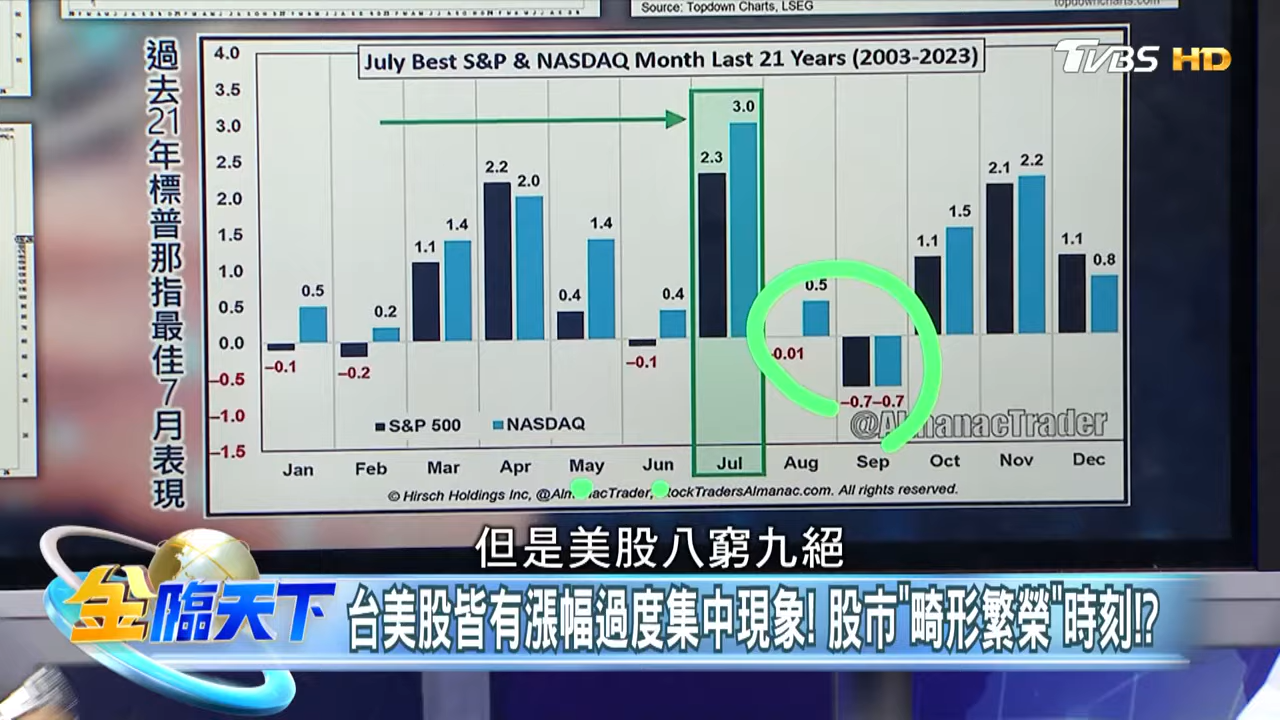 Source: Topdown Charts, LSEG
topdowncharts.com
TVBS HD
過去21年標普那指最佳7月表現
July Best S&P & NASDAQ Month Last 21 Years (2003-2023)
4.0
3.5
3.0
2.5
2.0
1.5
1.0
0.5
0.0
–0.5
–1.0
–1.5
–0.1 0.5
–0.2 0.2
1.1 1.4
2.2 2.0
0.4 1.4
–0.1 0.4
2.3 3.0
-0.01 0.5
–0.7 –0.7
1.1 1.5
2.1 2.2
1.1 0.8
S&P 500 NASDAQ
@AlmanacTrader
Jan Feb Mar Apr May Jun Jul Aug Sep Oct Nov Dec
© Hirsch Holdings Inc, @AlmanacTrader, StockTradersAlmanac.com. All rights reserved.
但是美股八窮九絕
金臨天下
台美股皆有漲幅過度集中現象! 股市"畸形繁榮"時刻!?